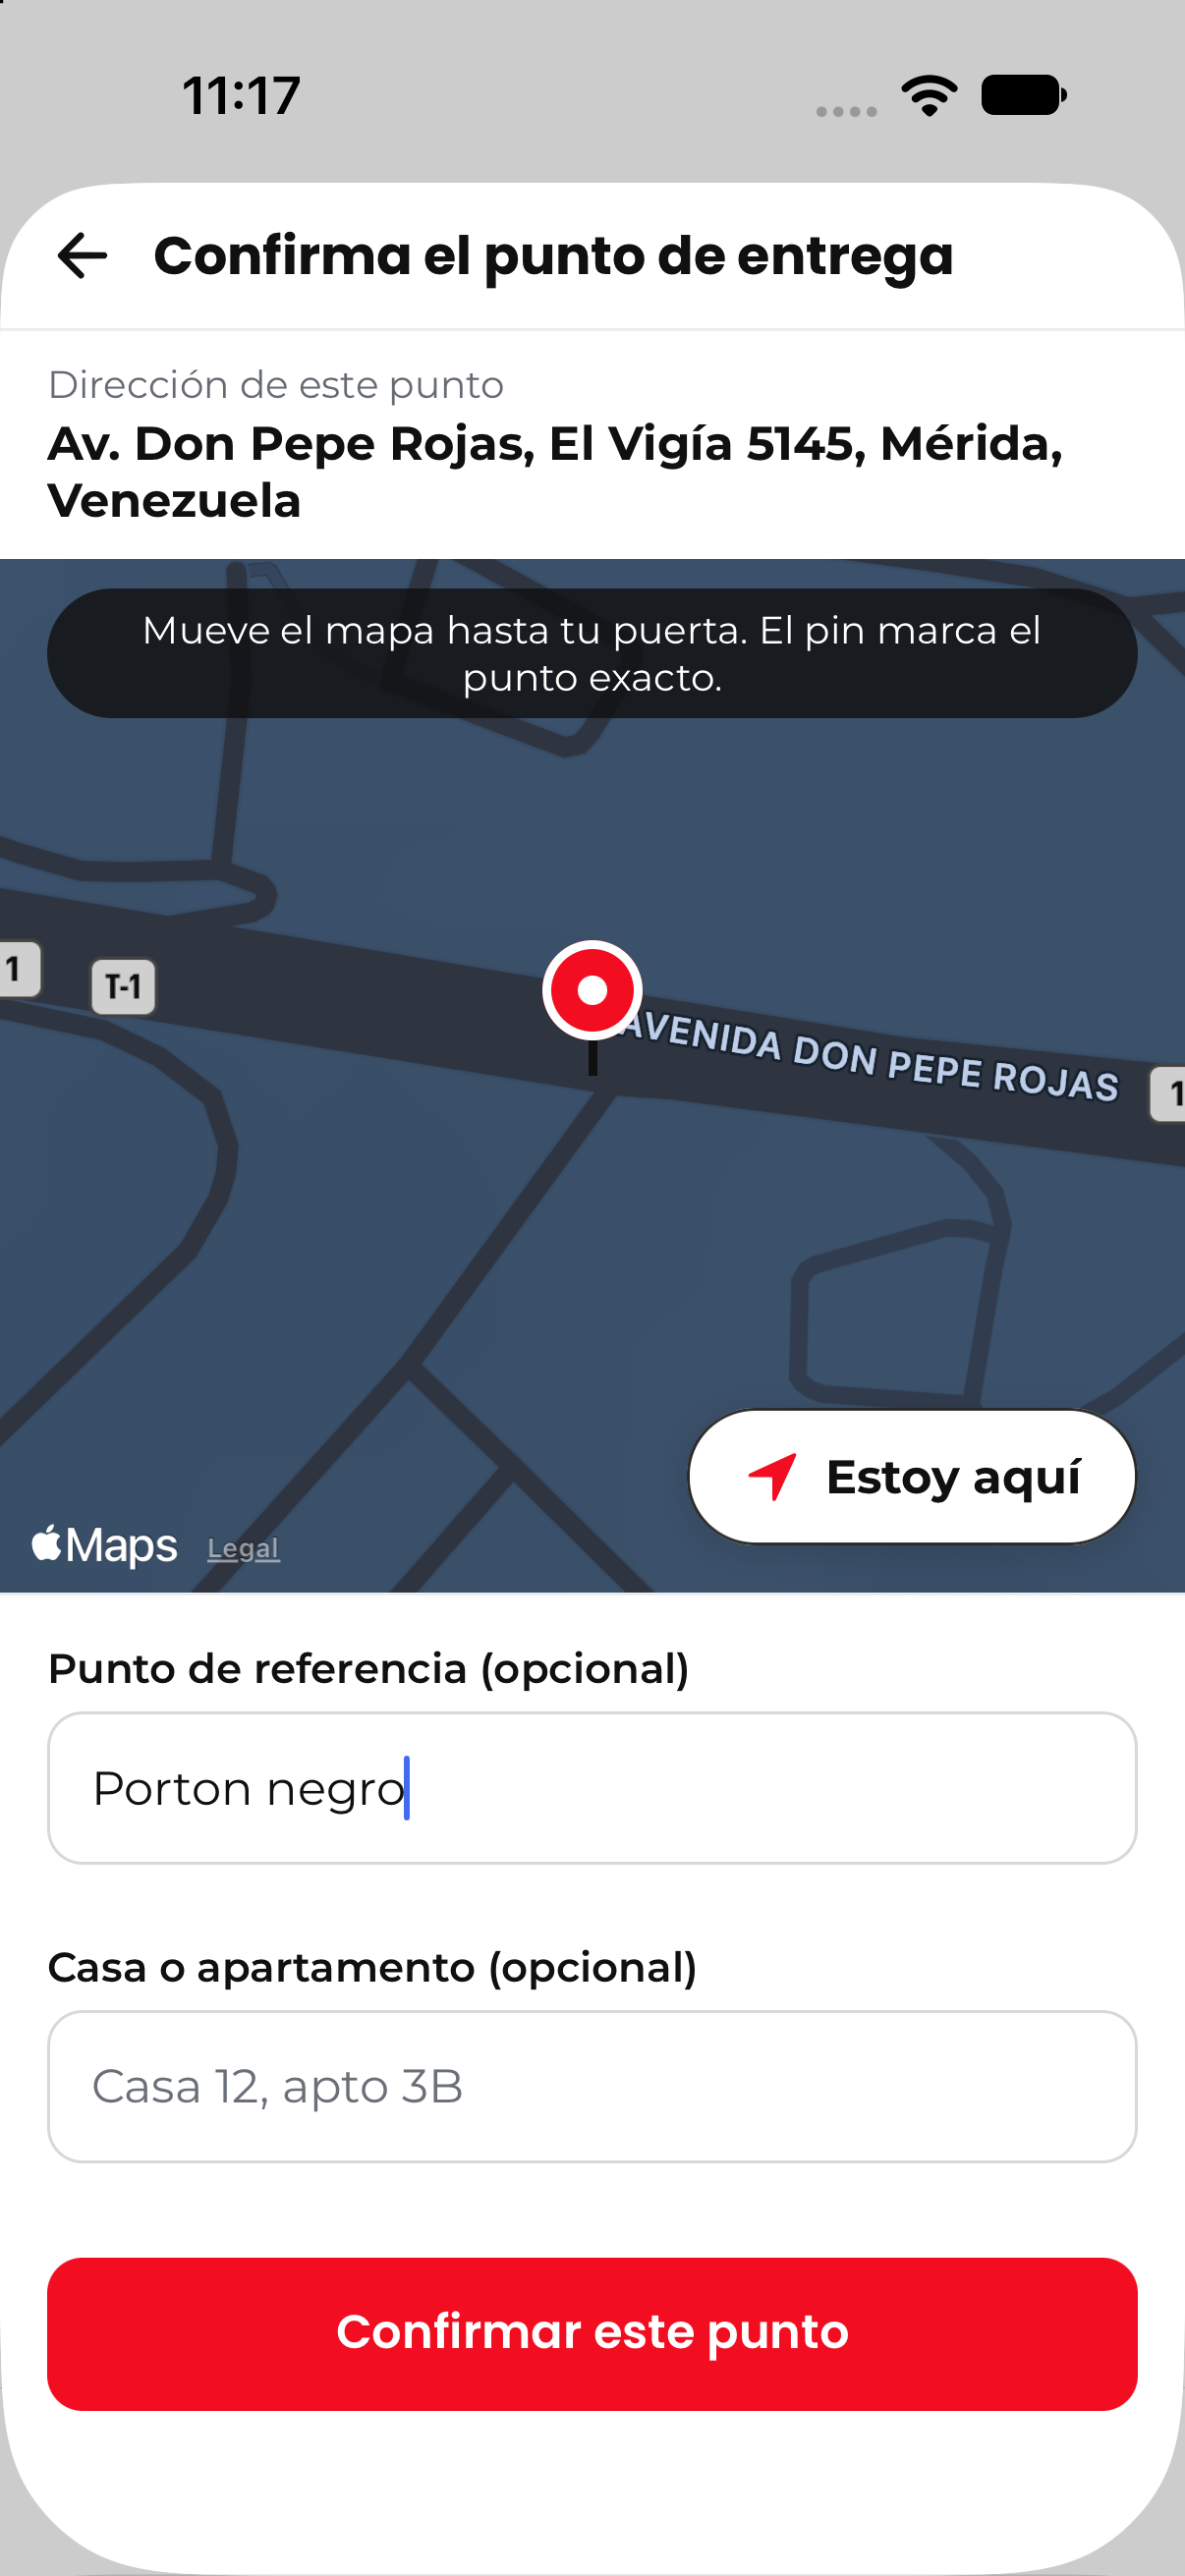 11:17
Confirma el punto de entrega
Dirección de este punto
Av. Don Pepe Rojas, El Vigía 5145, Mérida,
Venezuela
Mueve el mapa hasta tu puerta. El pin marca el
punto exacto.
1
T-1
AVENIDA DON PEPE ROJAS
1
Estoy aquí
Maps Legal
Punto de referencia (opcional)
Porton negro
Casa o apartamento (opcional)
Casa 12, apto 3B
Confirmar este punto